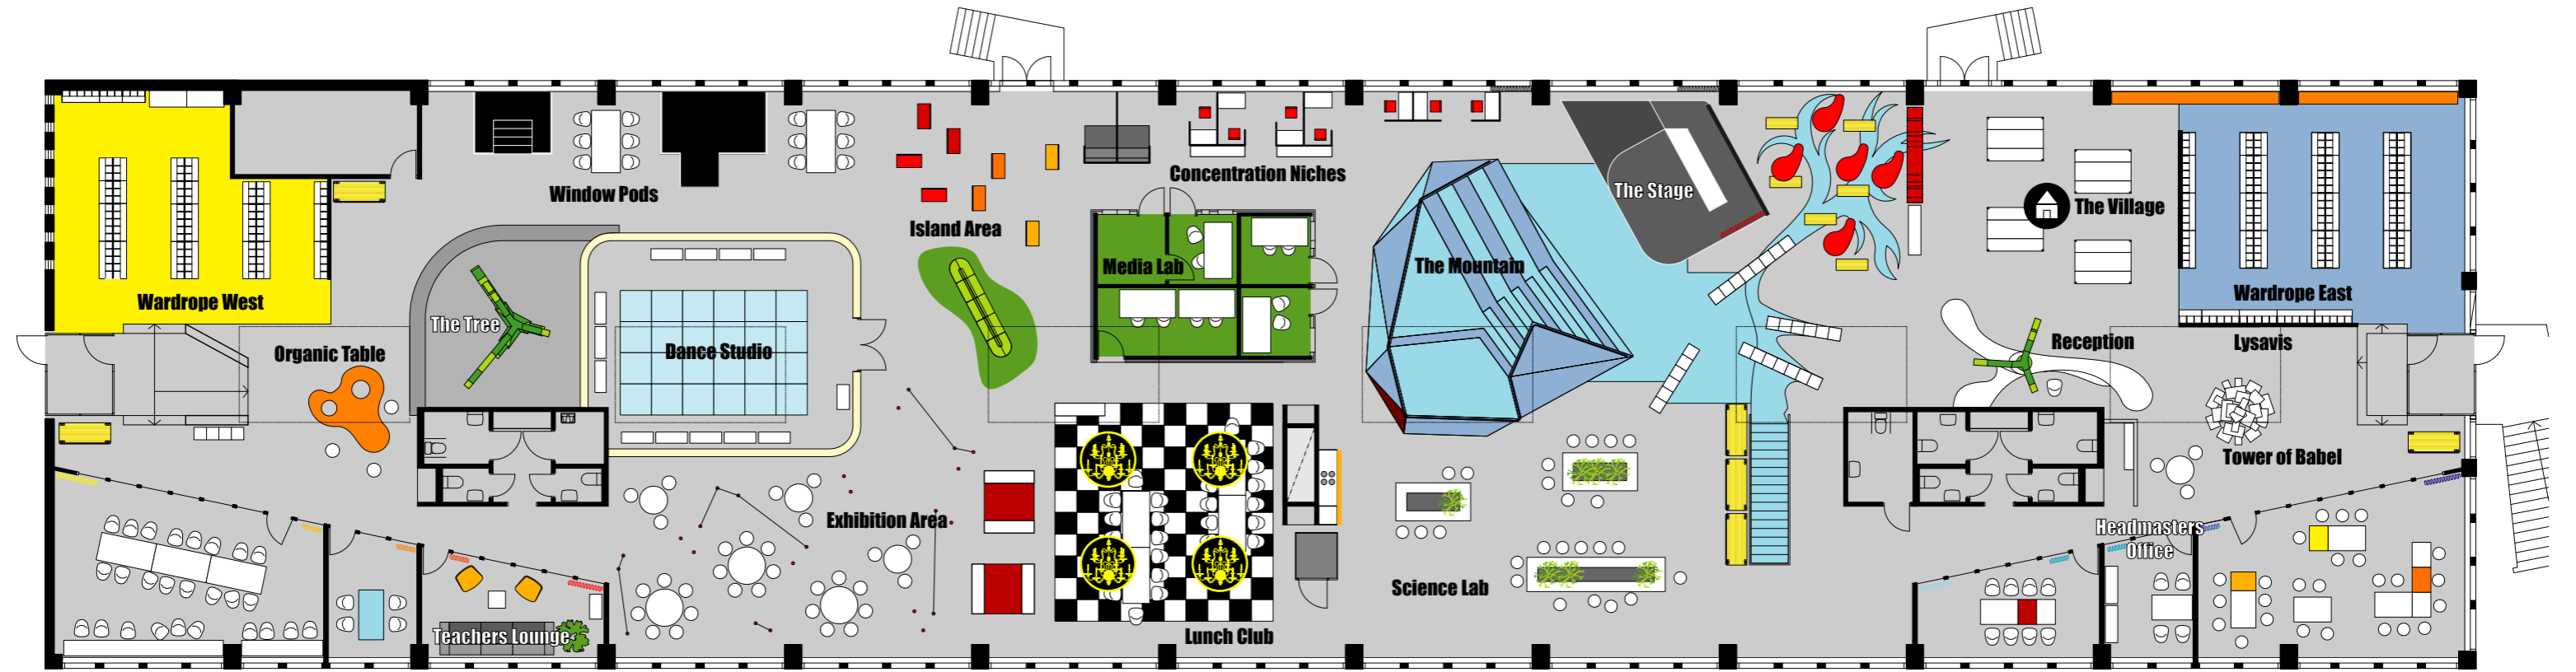 Window Pods
Concentration Niches
The Stage
The Village
Island Area
Media Lab
The Mountain
Wardrope West
Wardrope East
The Tree
Organic Table
Dance Studio
Reception
Lysavis
Tower of Babel
Exhibition Area
Headmasters
Office
Science Lab
Teachers Lounge
Lunch Club